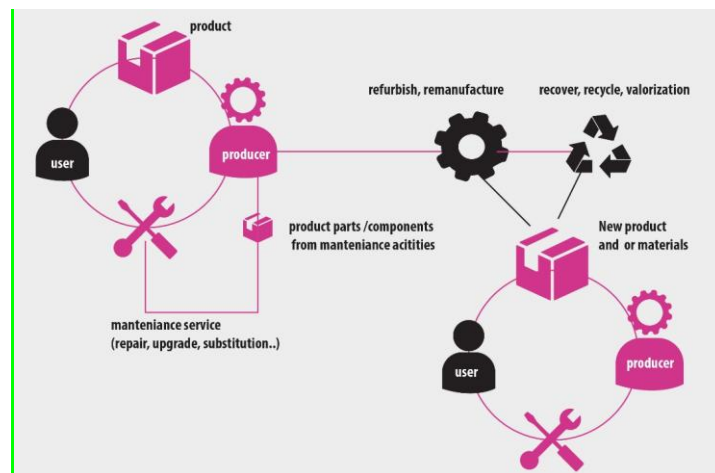 product
refurbish, remanufacture
recover, recycle, valorization
user
producer
product parts /components
from manteniance acitities
New product
and or materials
manteniance service
(repair, upgrade, substitution..)
user
producer